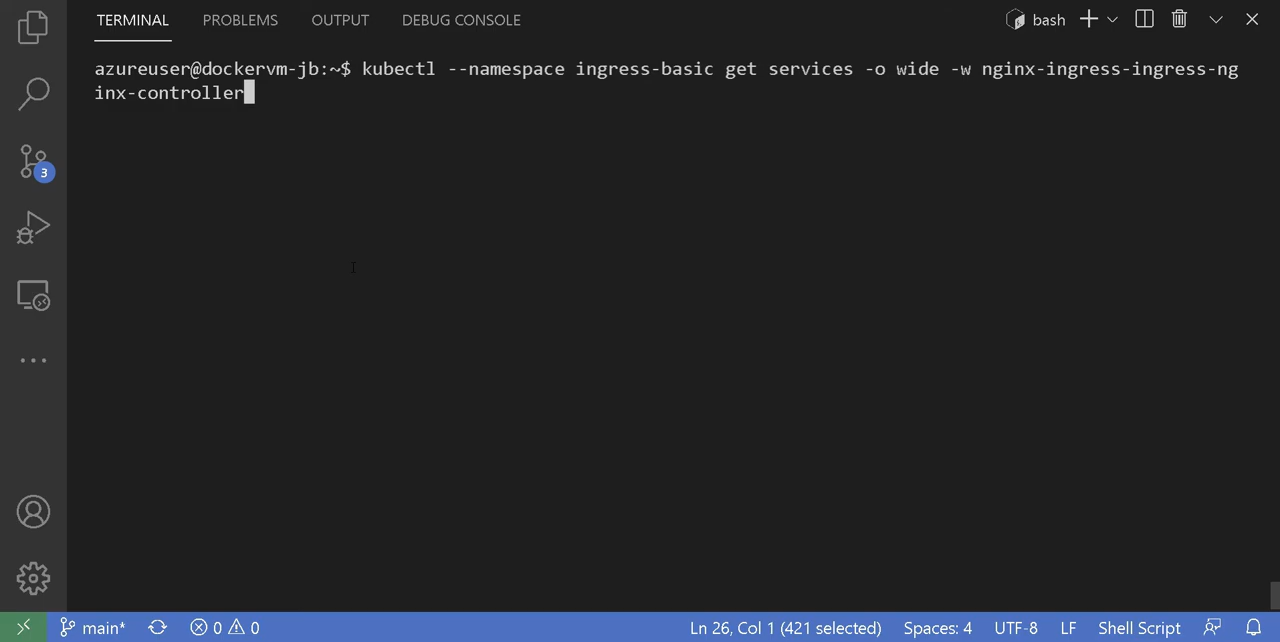 TERMINAL PROBLEMS OUTPUT DEBUG CONSOLE bash
azureuser@dockervm-jb:~$ kubectl --namespace ingress-basic get services -o wide -w nginx-ingress-ingress-ng
inx-controller
3
main* 0 0 Ln 26, Col 1 (421 selected) Spaces: 4 UTF-8 LF Shell Script